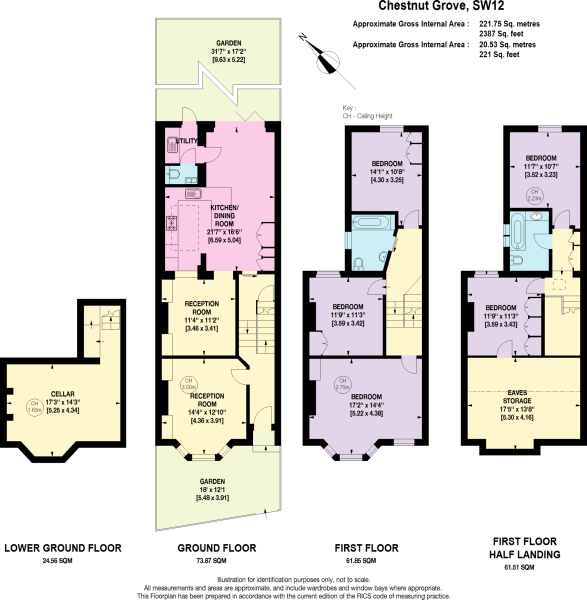 Chestnut Grove, SW12
Approximate Gross Internal Area : 221.75 Sq. metres
2387 Sq. feet
Approximate Gross Internal Area : 20.53 Sq. metres
221 Sq. feet
N
Key :
CH - Ceiling Height
GARDEN
31'7" x 17'2"
[9.63 x 5.22]
UTILITY
KITCHEN/
DINING
ROOM
21'7" x 16'6"
[6.59 x 5.04]
RECEPTION
ROOM
11'4" x 11'2"
[3.46 x 3.41]
CH
3.00m
RECEPTION
ROOM
14'4" x 12'10"
[4.36 x 3.91]
GARDEN
18' x 12'1
[5.48 x 3.91]
CH
1.60m
CELLAR
17'3" x 14'3"
[5.25 x 4.34]
BEDROOM
14'1" x 10'8"
[4.30 x 3.25]
BEDROOM
11'9" x 11'3"
[3.59 x 3.42]
CH
2.75m
BEDROOM
17'2" x 14'4"
[5.22 x 4.38]
BEDROOM
11'7" x 10'7"
[3.52 x 3.23]
CH
2.23m
BEDROOM
11'9" x 11'3"
[3.59 x 3.43]
EAVES
STORAGE
17'5" x 13'8"
[5.30 x 4.16]
LOWER GROUND FLOOR
24.56 SQM
GROUND FLOOR
73.87 SQM
FIRST FLOOR
61.85 SQM
FIRST FLOOR
HALF LANDING
61.51 SQM
Illustration for identification purposes only, not to scale.
All measurements and areas are approximate, and include wardrobes and window bays where appropriate.
This Floorplan has been prepared in accordance with the current edition of the RICS code of measuring practice.